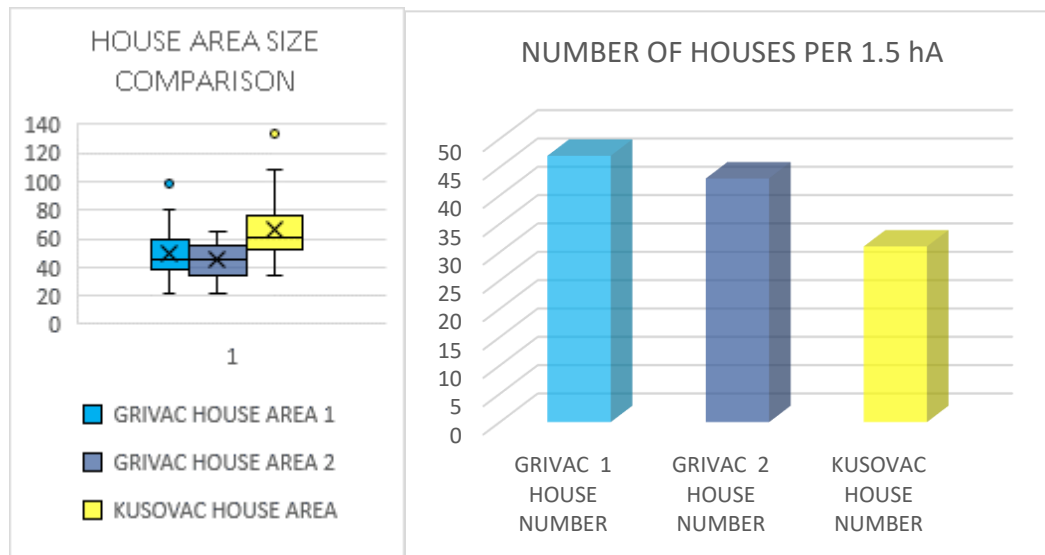 HOUSE AREA SIZE
COMPARISON
140
120
100
80
60
40
20
0
1
GRIVAC HOUSE AREA 1
GRIVAC HOUSE AREA 2
KUSOVAC HOUSE AREA
NUMBER OF HOUSES PER 1.5 hA
50
45
40
35
30
25
20
15
10
5
0
GRIVAC 1
HOUSE
NUMBER
GRIVAC 2
HOUSE
NUMBER
KUSOVAC
HOUSE
NUMBER